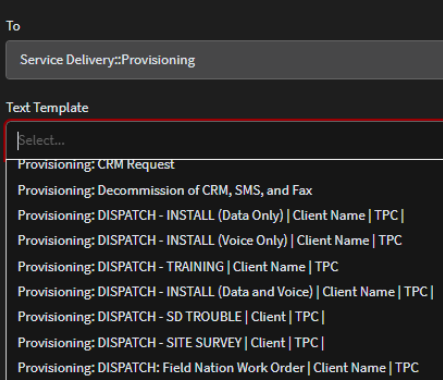 To
Service Delivery::Provisioning
Text Template
Select...
Provisioning: CRM Request
Provisioning: Decommission of CRM, SMS, and Fax
Provisioning: DISPATCH - INSTALL (Data Only) | Client Name | TPC |
Provisioning: DISPATCH - INSTALL (Voice Only) | Client Name | TPC
Provisioning: DISPATCH - TRAINING | Client Name | TPC
Provisioning: DISPATCH - INSTALL (Data and Voice) | Client Name | TPC |
Provisioning: DISPATCH - SD TROUBLE | Client | TPC |
Provisioning: DISPATCH - SITE SURVEY | Client | TPC |
Provisioning: DISPATCH: Field Nation Work Order | Client Name | TPC